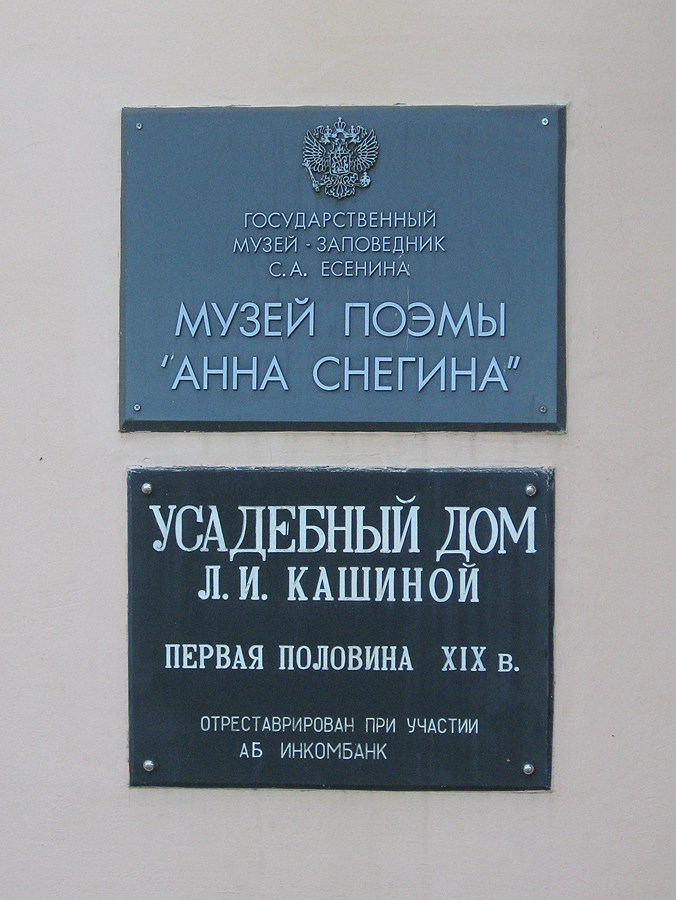 ГОСУДАРСТВЕННЫЙ
МУЗЕЙ - ЗАПОВЕДНИК
С. А. ЕСЕНИНА
МУЗЕЙ ПОЭМЫ
"АННА СНЕГИНА"
УСАДЕБНЫЙ ДОМ
Л. И. КАШИНОЙ
ПЕРВАЯ ПОЛОВИНА XIX в.
ОТРЕСТАВРИРОВАН ПРИ УЧАСТИИ
АБ ИНКОМБАНК